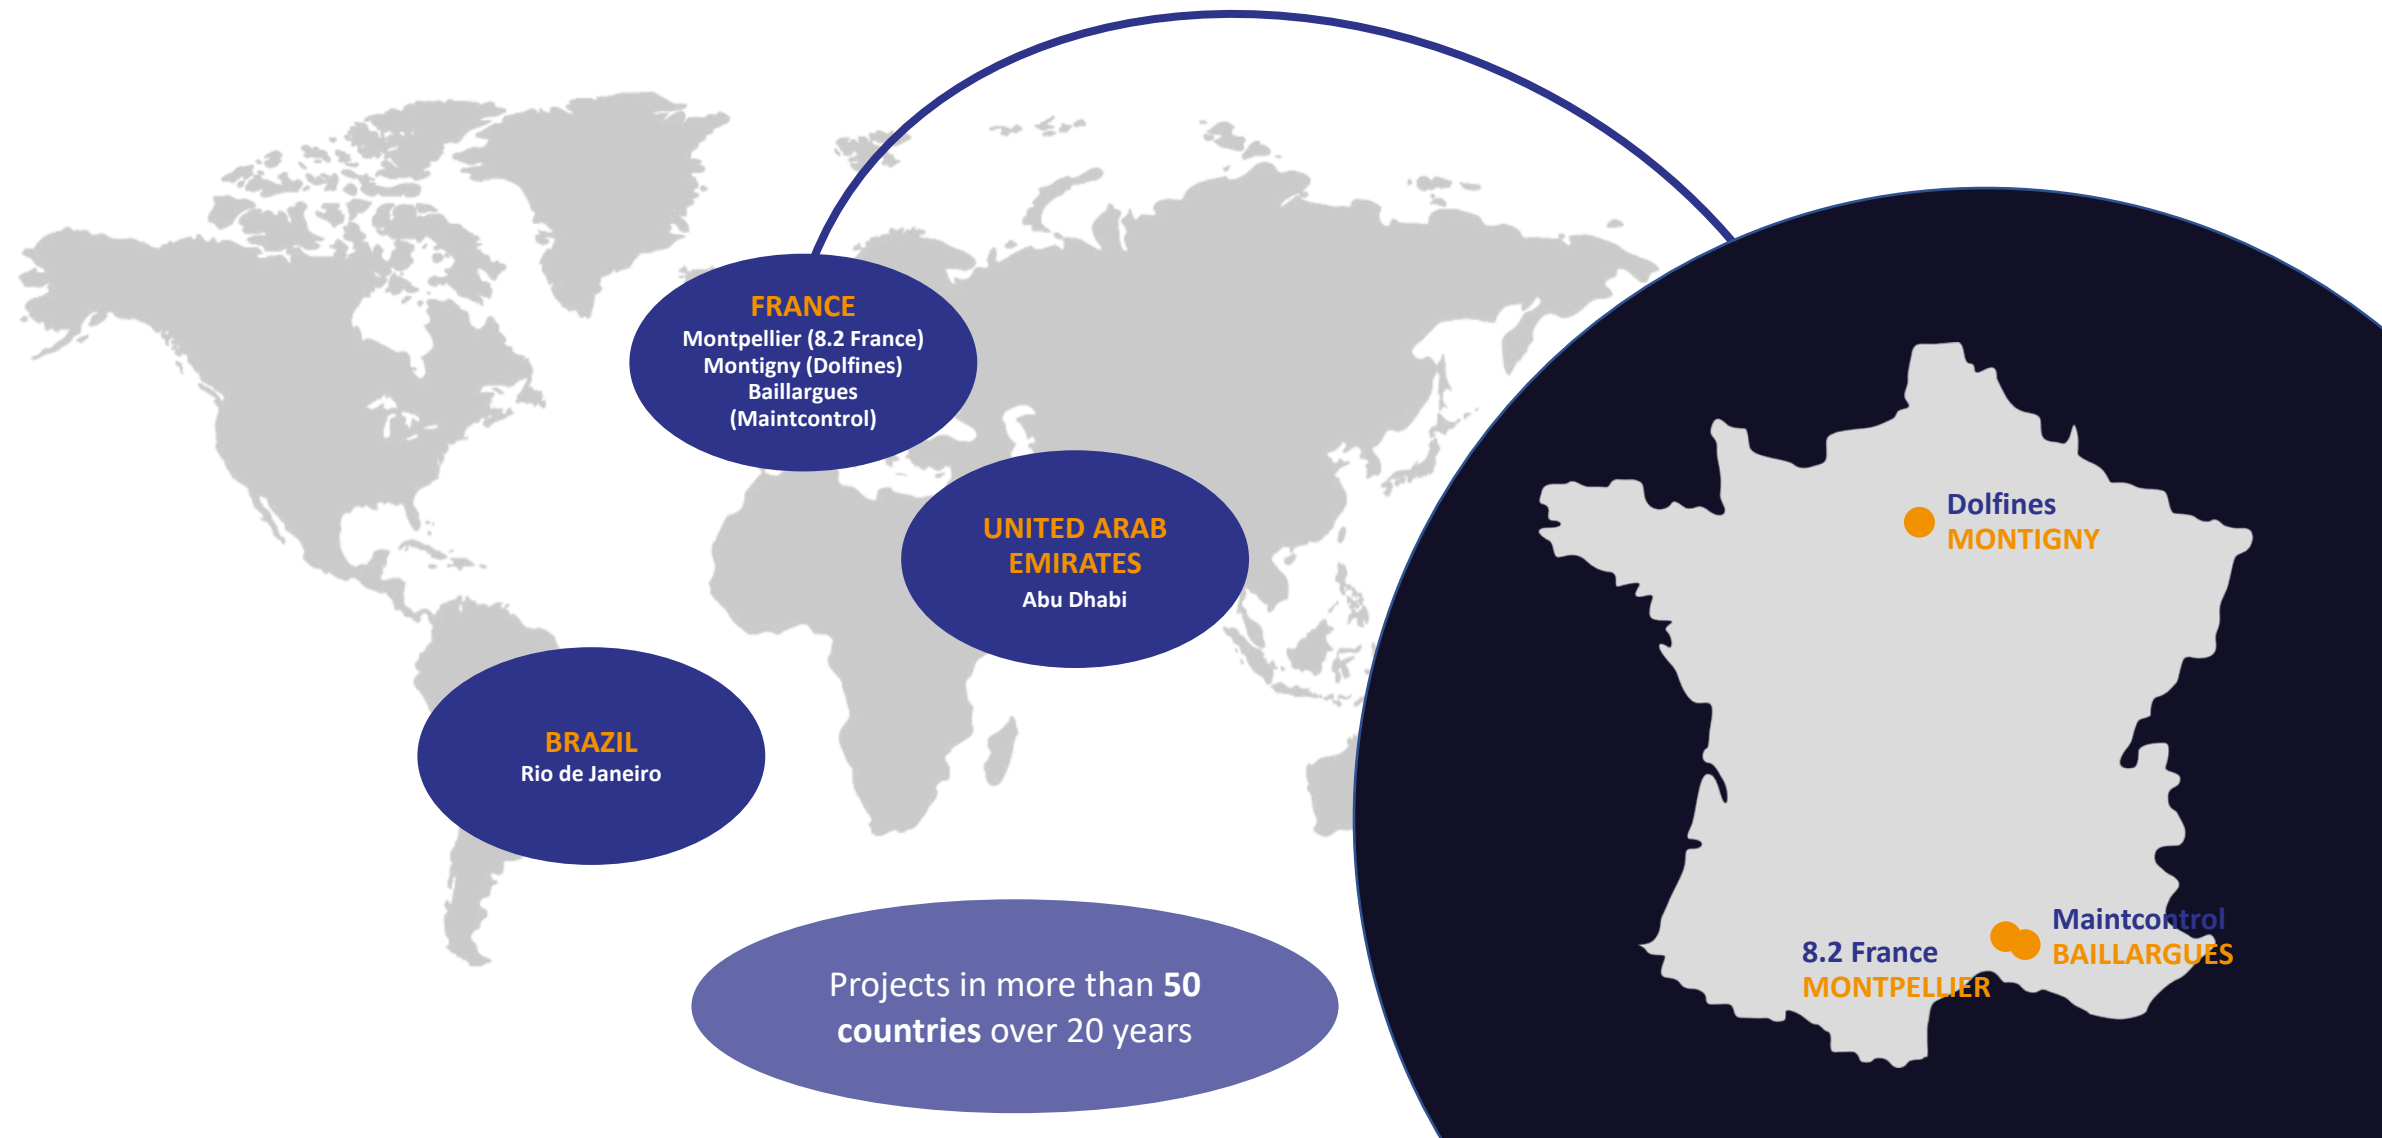 FRANCE
Montpellier (8.2 France)
Montigny (Dolfines)
Baillargues
(Maintcontrol)
UNITED ARAB
EMIRATES
Abu Dhabi
BRAZIL
Rio de Janeiro
Projects in more than 50
countries over 20 years
Dolfines
MONTIGNY
Maintcontrol
BAILLARGUES
8.2 France
MONTPELLIER